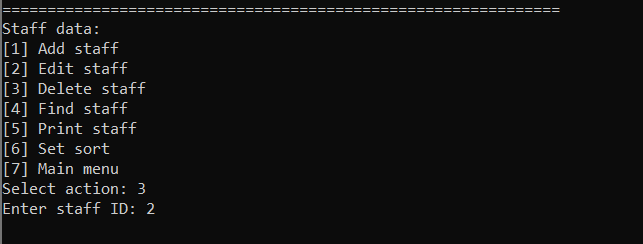 ==============================================================
Staff data:
[1] Add staff
[2] Edit staff
[3] Delete staff
[4] Find staff
[5] Print staff
[6] Set sort
[7] Main menu
Select action: 3
Enter staff ID: 2